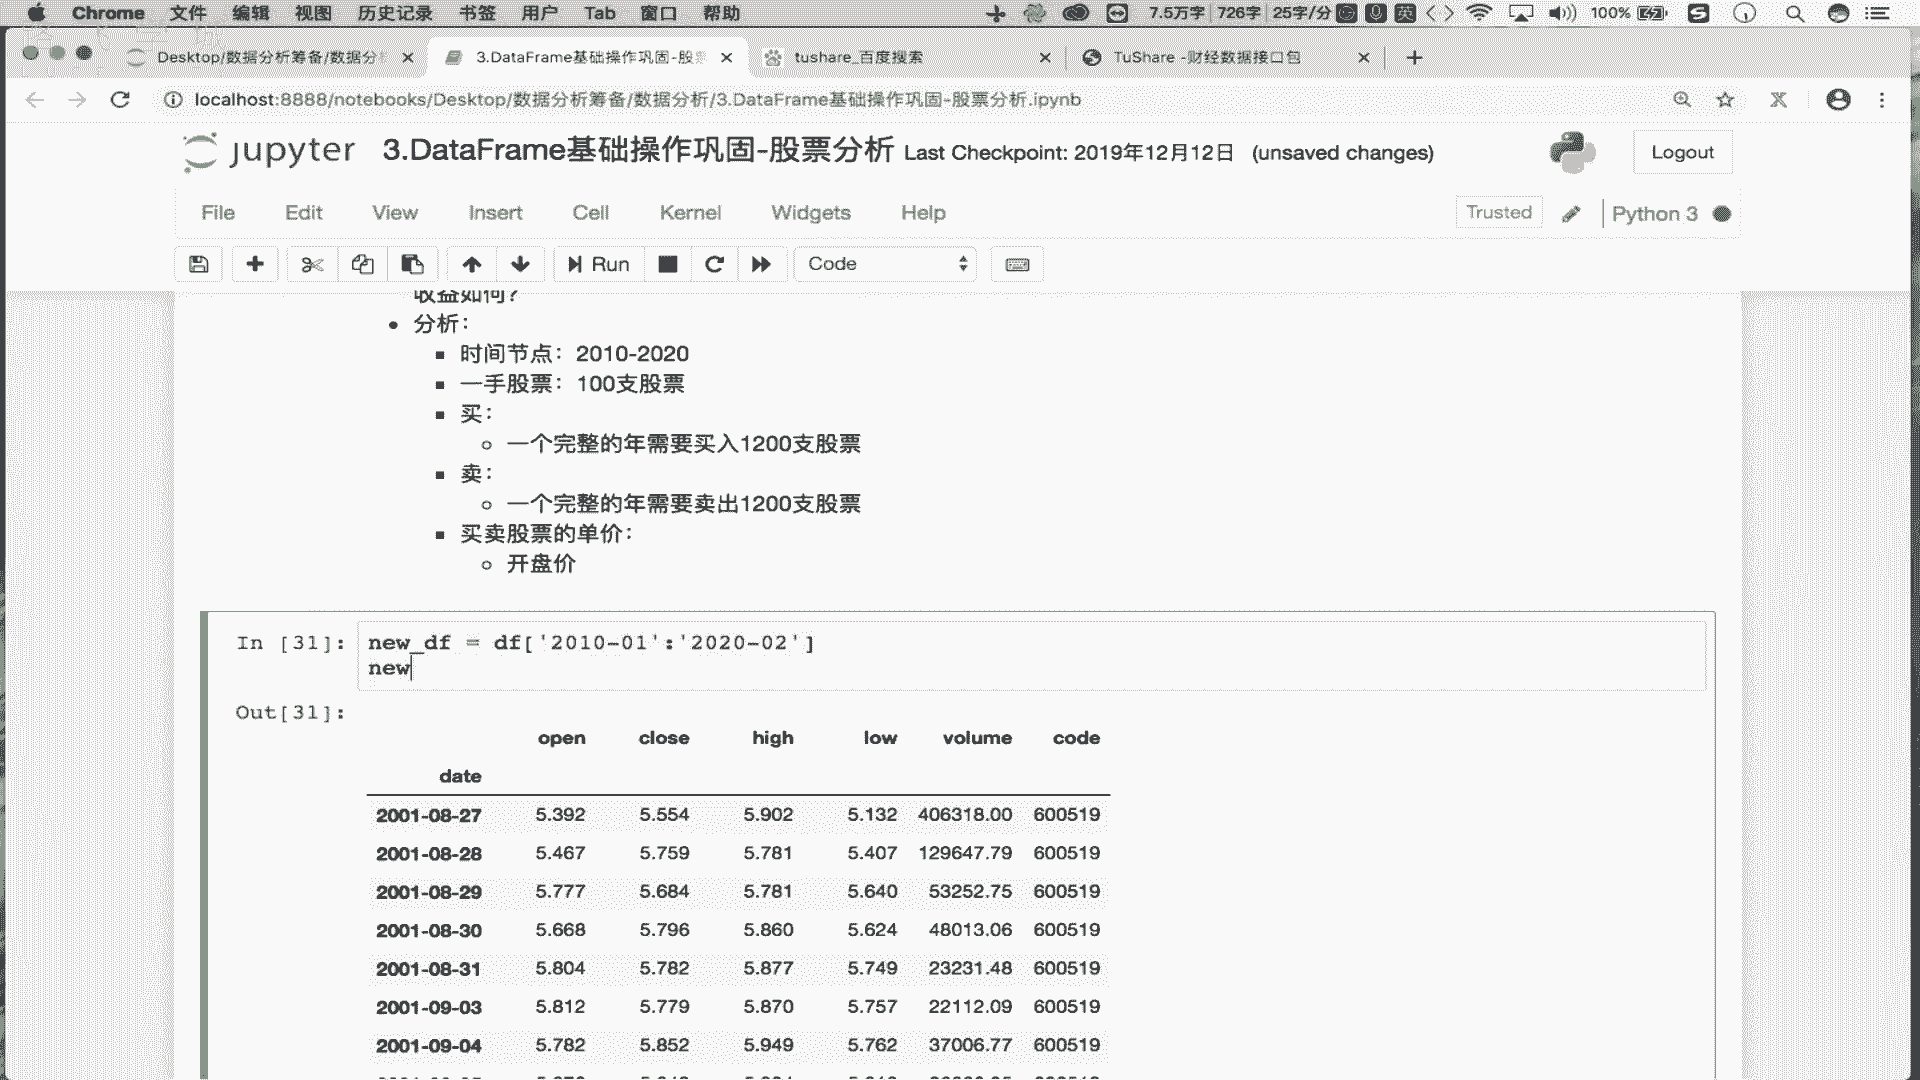 Chrome 文件 编辑 视图 历史记录 书签 用户 Tab 窗口 帮助 7.5万字 726字 25字/分 英 100%
Desktop/数据分析筹备/数据分 3.DataFrame基础操作巩固-股 tushare_百度搜索 TuShare -财经数据接口包
localhost:8888/notebooks/Desktop/数据分析筹备/数据分析/3.DataFrame基础操作巩固-股票分析.ipynb
jupyter 3.DataFrame基础操作巩固-股票分析 Last Checkpoint: 2019年12月12日 (unsaved changes) Logout
File Edit View Insert Cell Kernel Widgets Help Trusted Python 3
Run Code
收益如何?
分析:
时间节点: 2010-2020
一手股票: 100支股票
买:
一个完整的年需要买入1200支股票
卖:
一个完整的年需要卖出1200支股票
买卖股票的单价:
开盘价
In [31]: new_df = df['2010-01':'2020-02']
new
Out[31]:
open close high low volume code
date
2001-08-27 5.392 5.554 5.902 5.132 406318.00 600519
2001-08-28 5.467 5.759 5.781 5.407 129647.79 600519
2001-08-29 5.777 5.684 5.781 5.640 53252.75 600519
2001-08-30 5.668 5.796 5.860 5.624 48013.06 600519
2001-08-31 5.804 5.782 5.877 5.749 23231.48 600519
2001-09-03 5.812 5.779 5.870 5.757 22112.09 600519
2001-09-04 5.782 5.852 5.949 5.762 37006.77 600519